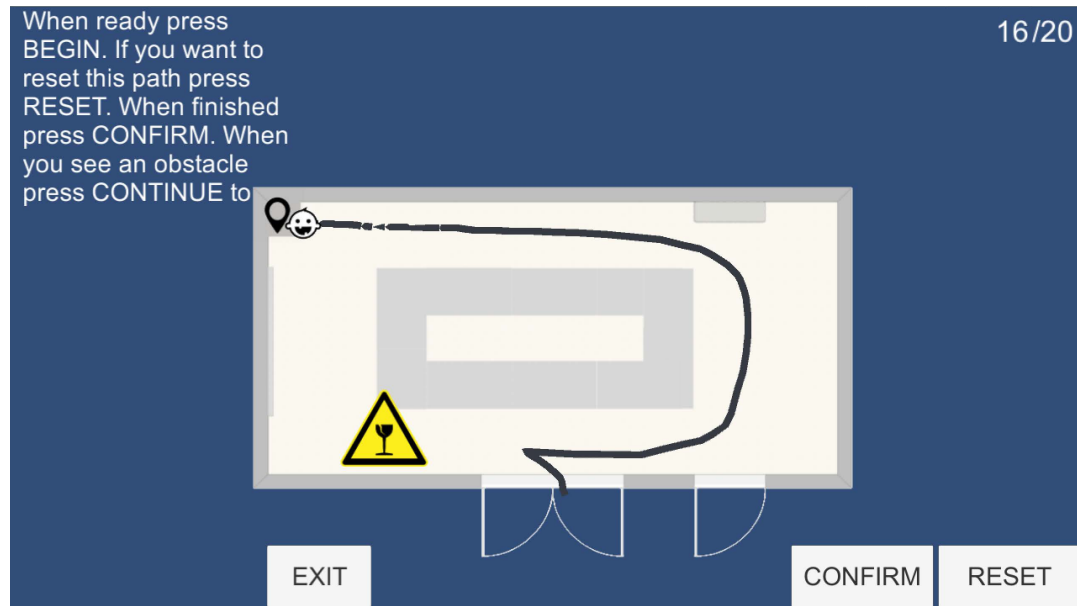 When ready press
BEGIN. If you want to
reset this path press
RESET. When finished
press CONFIRM. When
you see an obstacle
press CONTINUE to
16/20
EXIT
CONFIRM
RESET